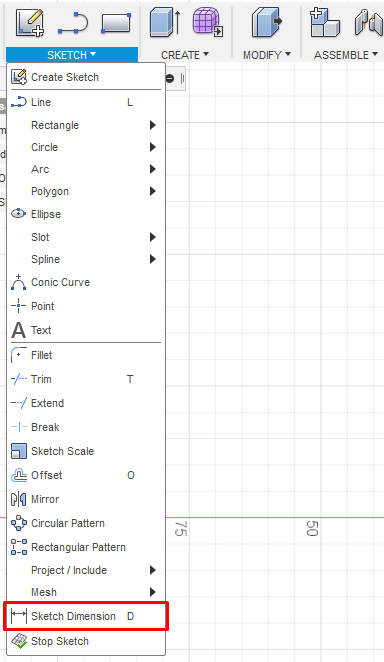 SKETCH CREATE MODIFY ASSEMBLE
Create Sketch
Line L
Rectangle
Circle
Arc
Polygon
Ellipse
Slot
Spline
Conic Curve
Point
A Text
Fillet
Trim T
Extend
Break
Sketch Scale
Offset O
Mirror
Circular Pattern
Rectangular Pattern
75 50
Project / Include
Mesh
Sketch Dimension D
Stop Sketch